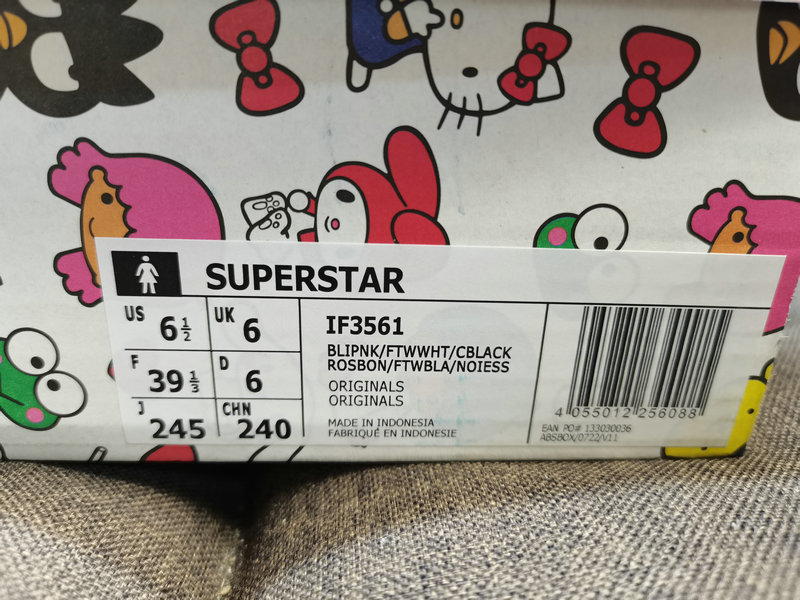 SUPERSTAR
US 6 1/2 UK 6
F 39 1/3 D 6
J 245 CHN 240
IF3561
BLIPNK/FTWWHT/CBLACK
ROSBON/FTWBLA/NOIESS
ORIGINALS
ORIGINALS
MADE IN INDONESIA
FABRIQUÉ EN INDONESIE
4 055012 256088
EAN PO# 133030036
ABSBOX/0722/V11